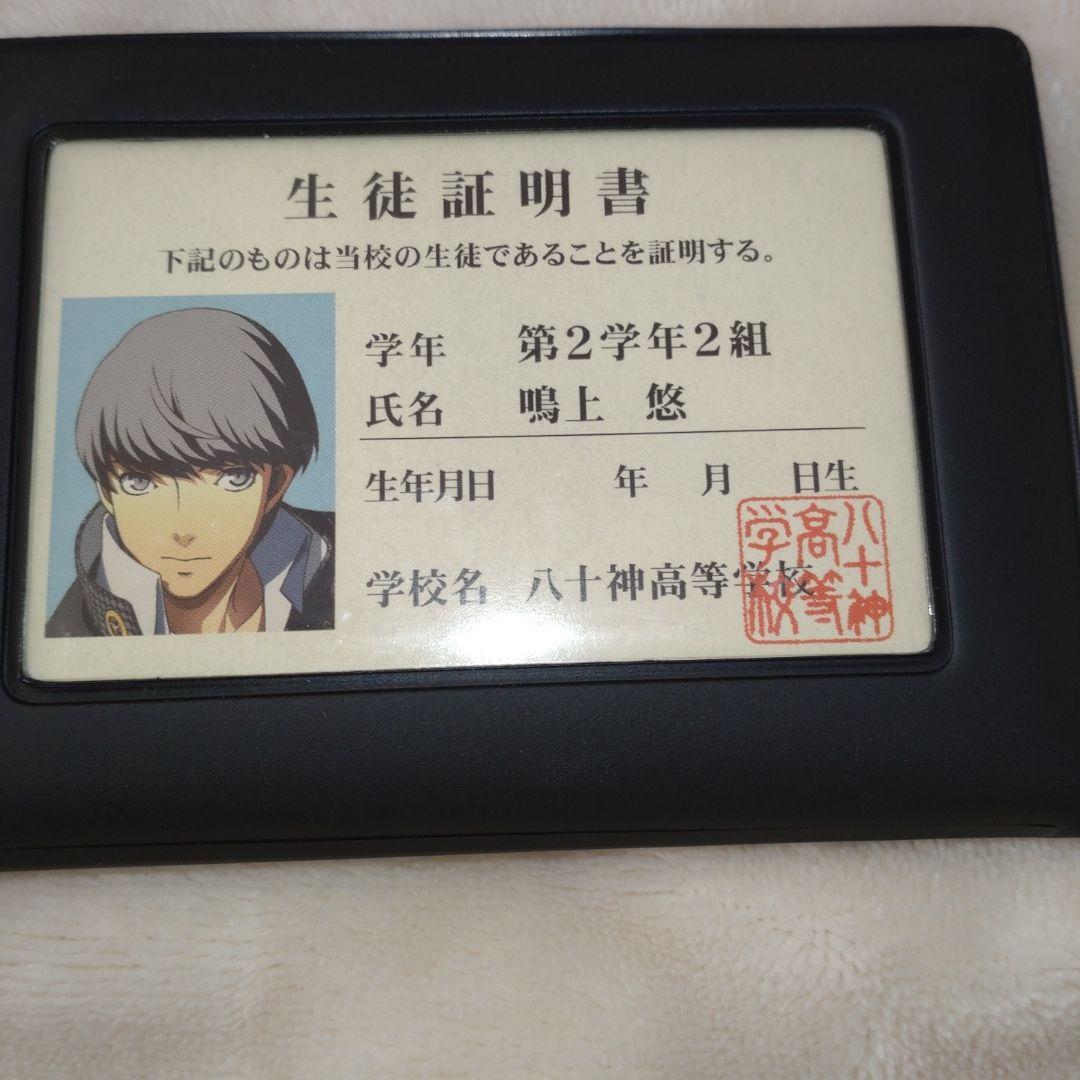 生徒証明書
下記のものは当校の生徒であることを証明する。
学年 第2学年2組
氏名 鳴上 悠
生年月日 年 月 日生
学校名 八十神高等学校
八十神
高等
学校